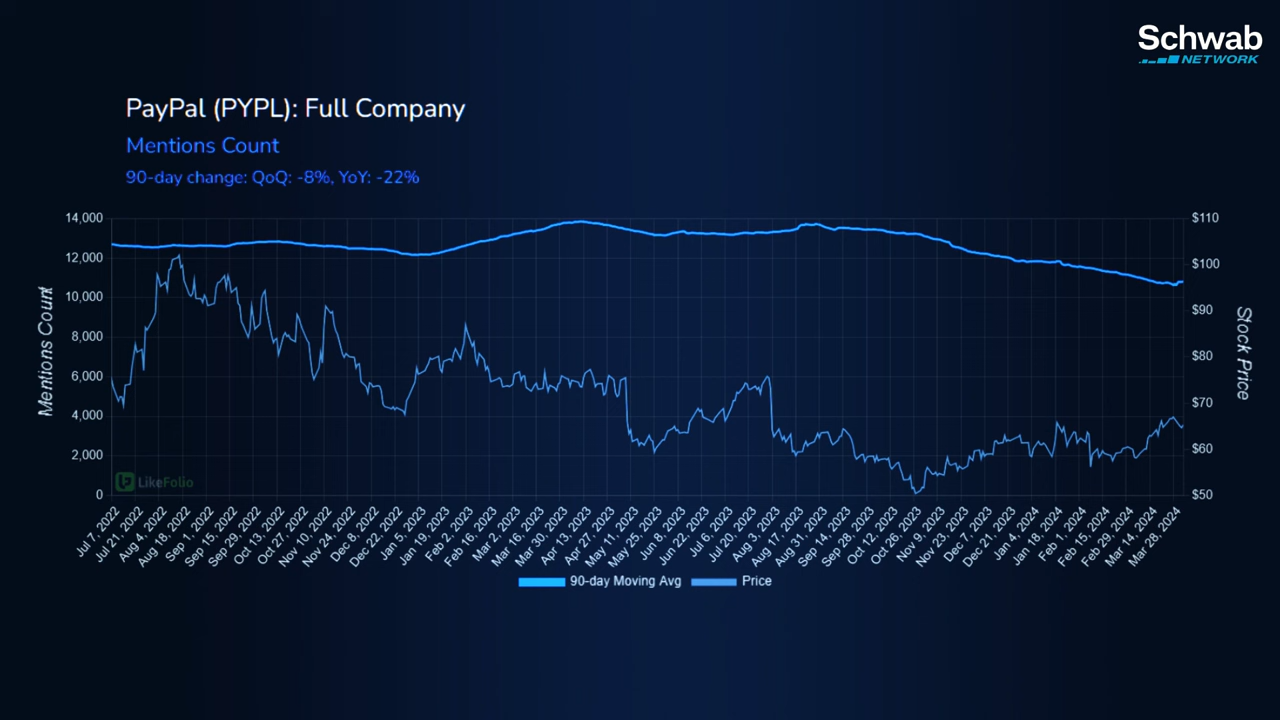 Schwab
NETWORK
PayPal (PYPL): Full Company
Mentions Count
90-day change: QoQ: -8%, YoY: -22%
14,000
12,000
10,000
8,000
6,000
4,000
2,000
0
Mentions Count
$110
$100
$90
$80
$70
$60
$50
Stock Price
LikeFolio
Jul 7, 2022
Jul 21, 2022
Aug 4, 2022
Aug 18, 2022
Sep 1, 2022
Sep 15, 2022
Sep 29, 2022
Oct 13, 2022
Oct 27, 2022
Nov 10, 2022
Nov 24, 2022
Dec 8, 2022
Dec 22, 2022
Jan 5, 2023
Jan 19, 2023
Feb 2, 2023
Feb 16, 2023
Mar 2, 2023
Mar 16, 2023
Mar 30, 2023
Apr 13, 2023
Apr 27, 2023
May 11, 2023
May 25, 2023
Jun 8, 2023
Jun 22, 2023
Jul 6, 2023
Jul 20, 2023
Aug 3, 2023
Aug 17, 2023
Aug 31, 2023
Sep 14, 2023
Sep 28, 2023
Oct 12, 2023
Oct 26, 2023
Nov 9, 2023
Nov 23, 2023
Dec 7, 2023
Dec 21, 2023
Jan 4, 2024
Jan 18, 2024
Feb 1, 2024
Feb 15, 2024
Feb 29, 2024
Mar 14, 2024
Mar 28, 2024
90-day Moving Avg
Price